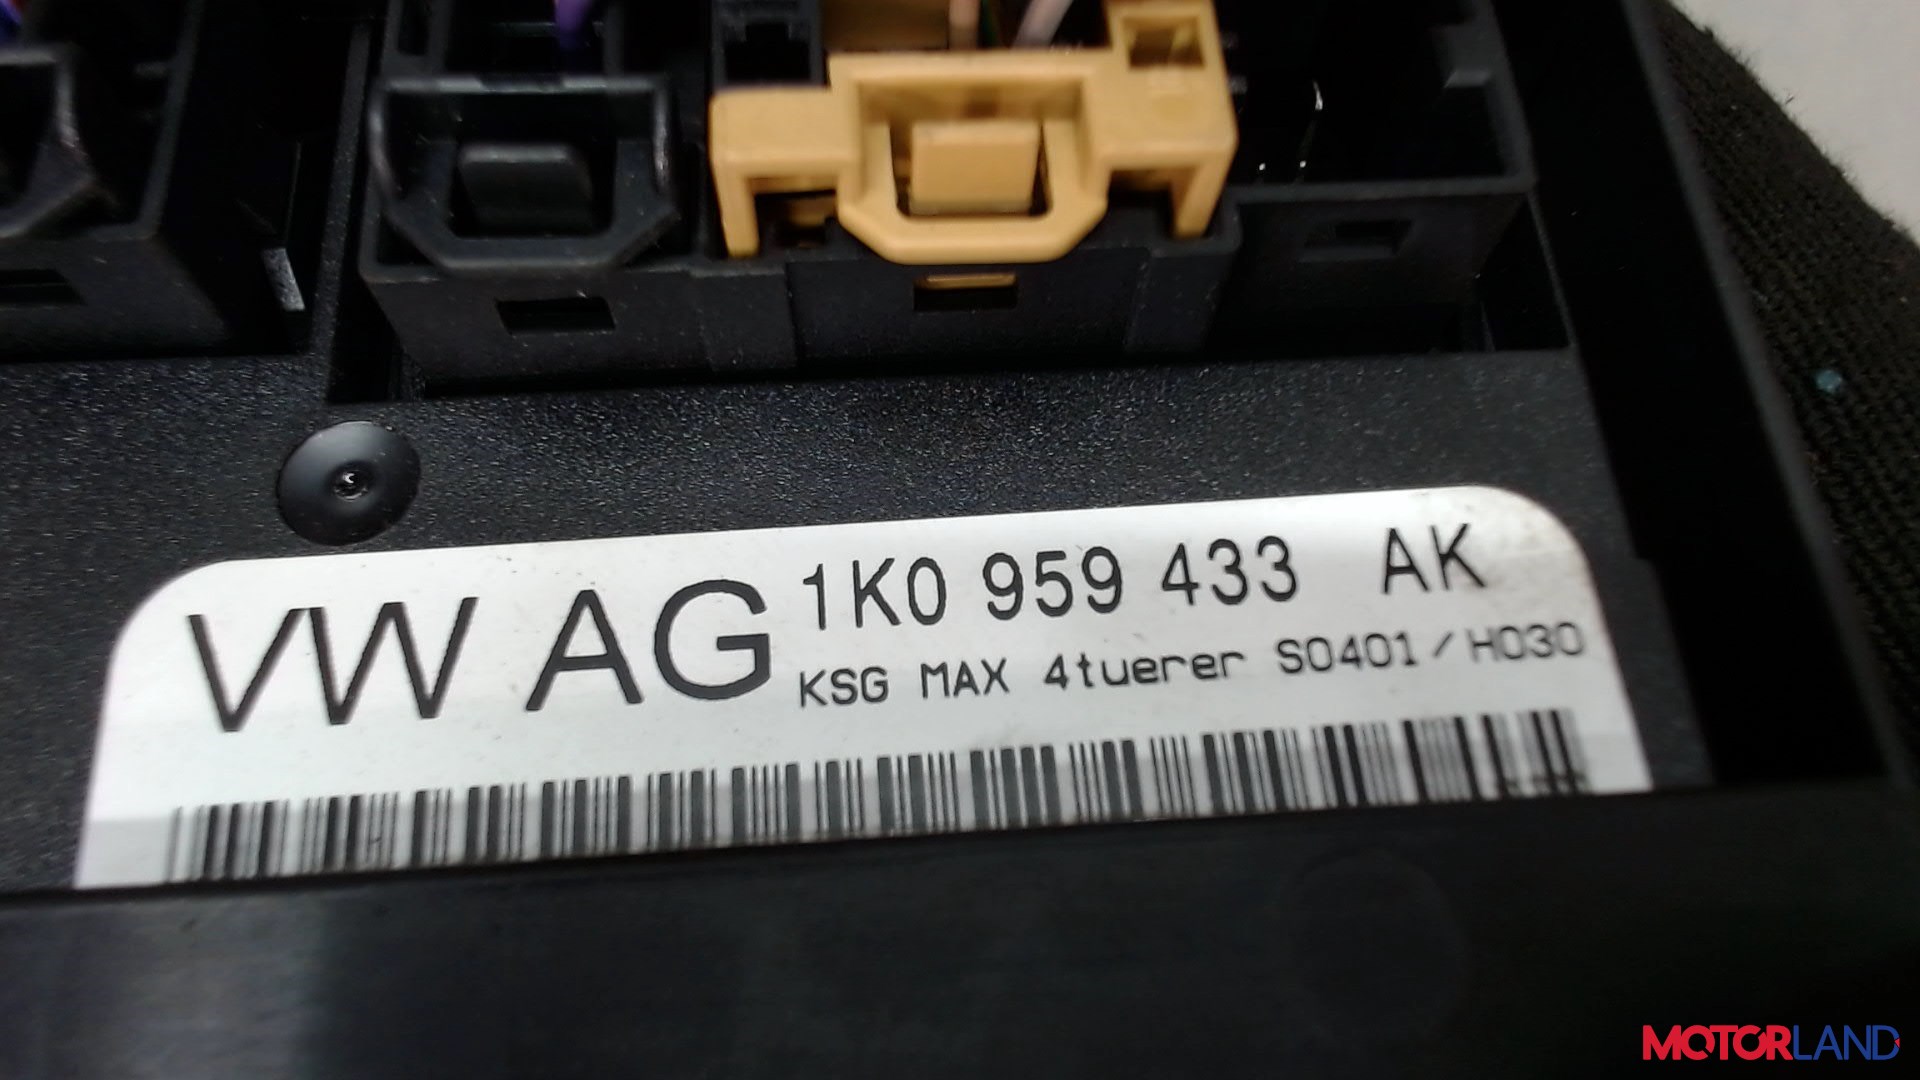 VW AG 1K0 959 433 AK
KSG MAX 4tuerer S0401/H030
MOTORLAND